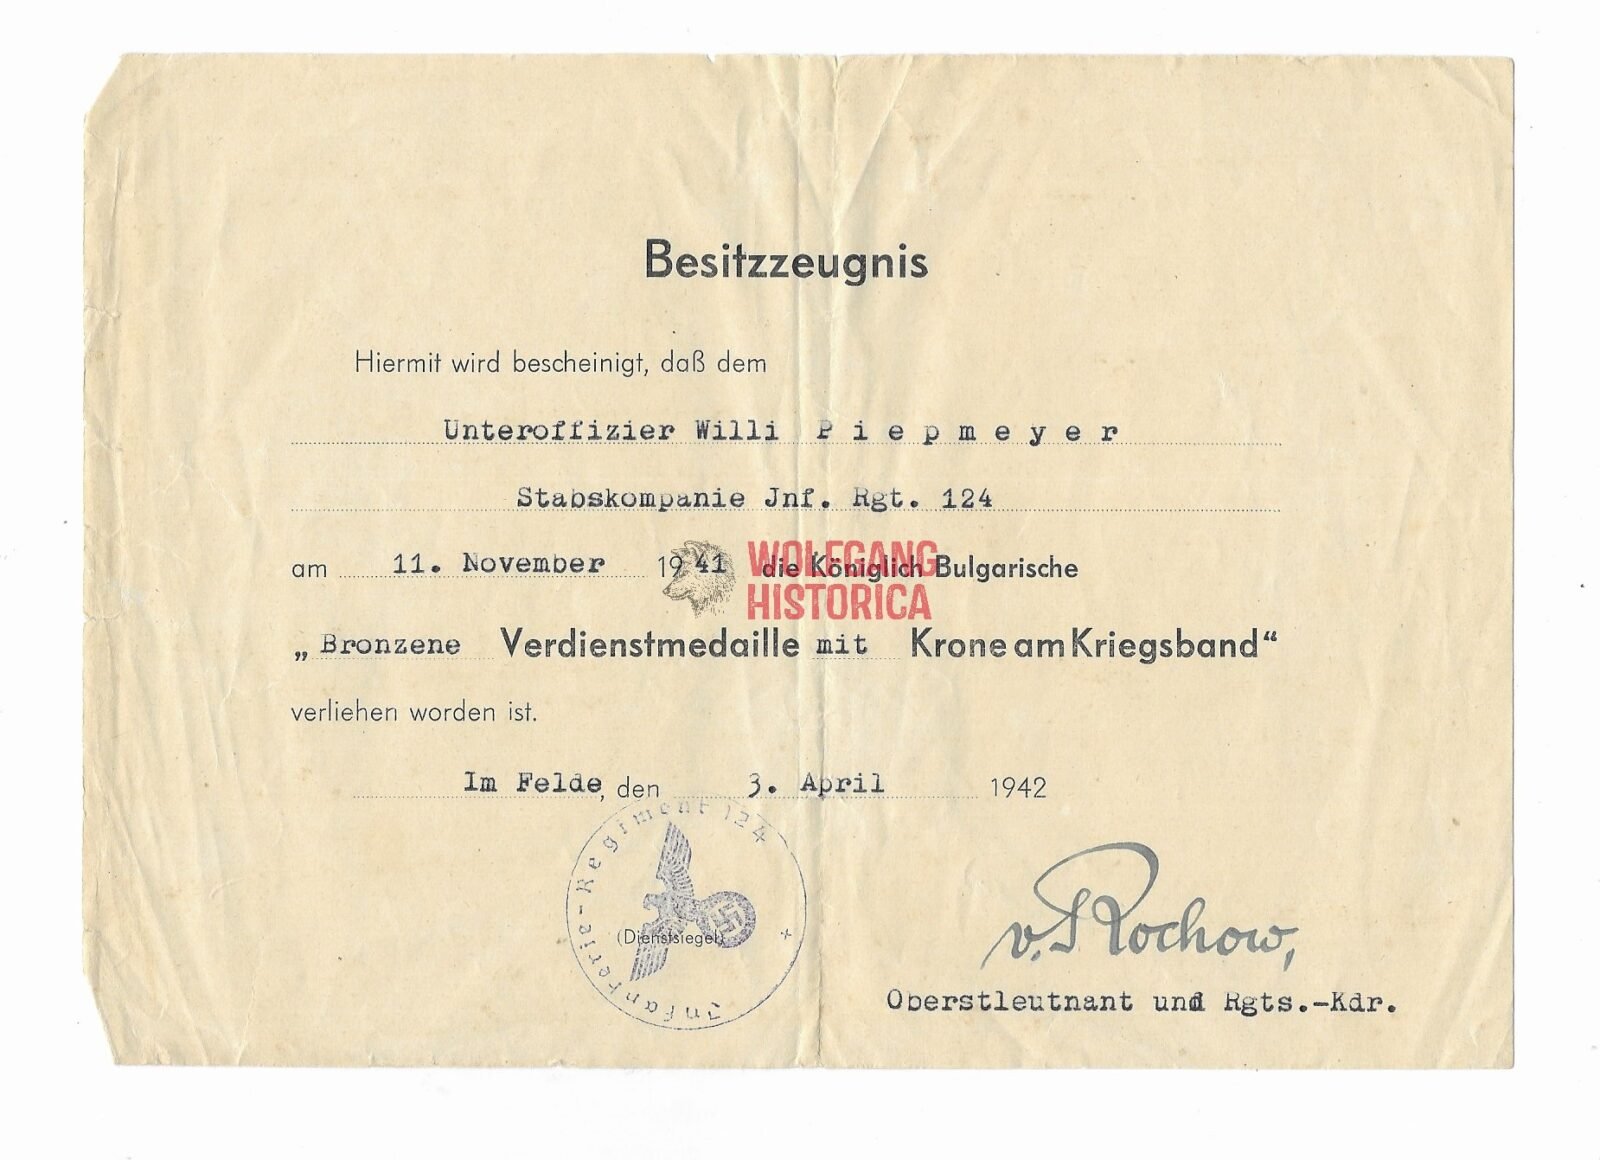 Besitzzeugnis
Hiermit wird bescheinigt, daß dem
Unteroffizier Willi P i e p m e y e r
Stabskompanie Jnf. Rgt. 124
am 11. November 1941 die Königlich Bulgarische
WOLFGANG
HISTORICA
„Bronzene Verdienstmedaille mit Krone am Kriegsband“
verliehen worden ist.
Im Felde, den 3. April 1942
Infanterie-Regiment 124 +
(Dienstsiegel)
v. Rochow,
Oberstleutnant und Rgts.-Kdr.